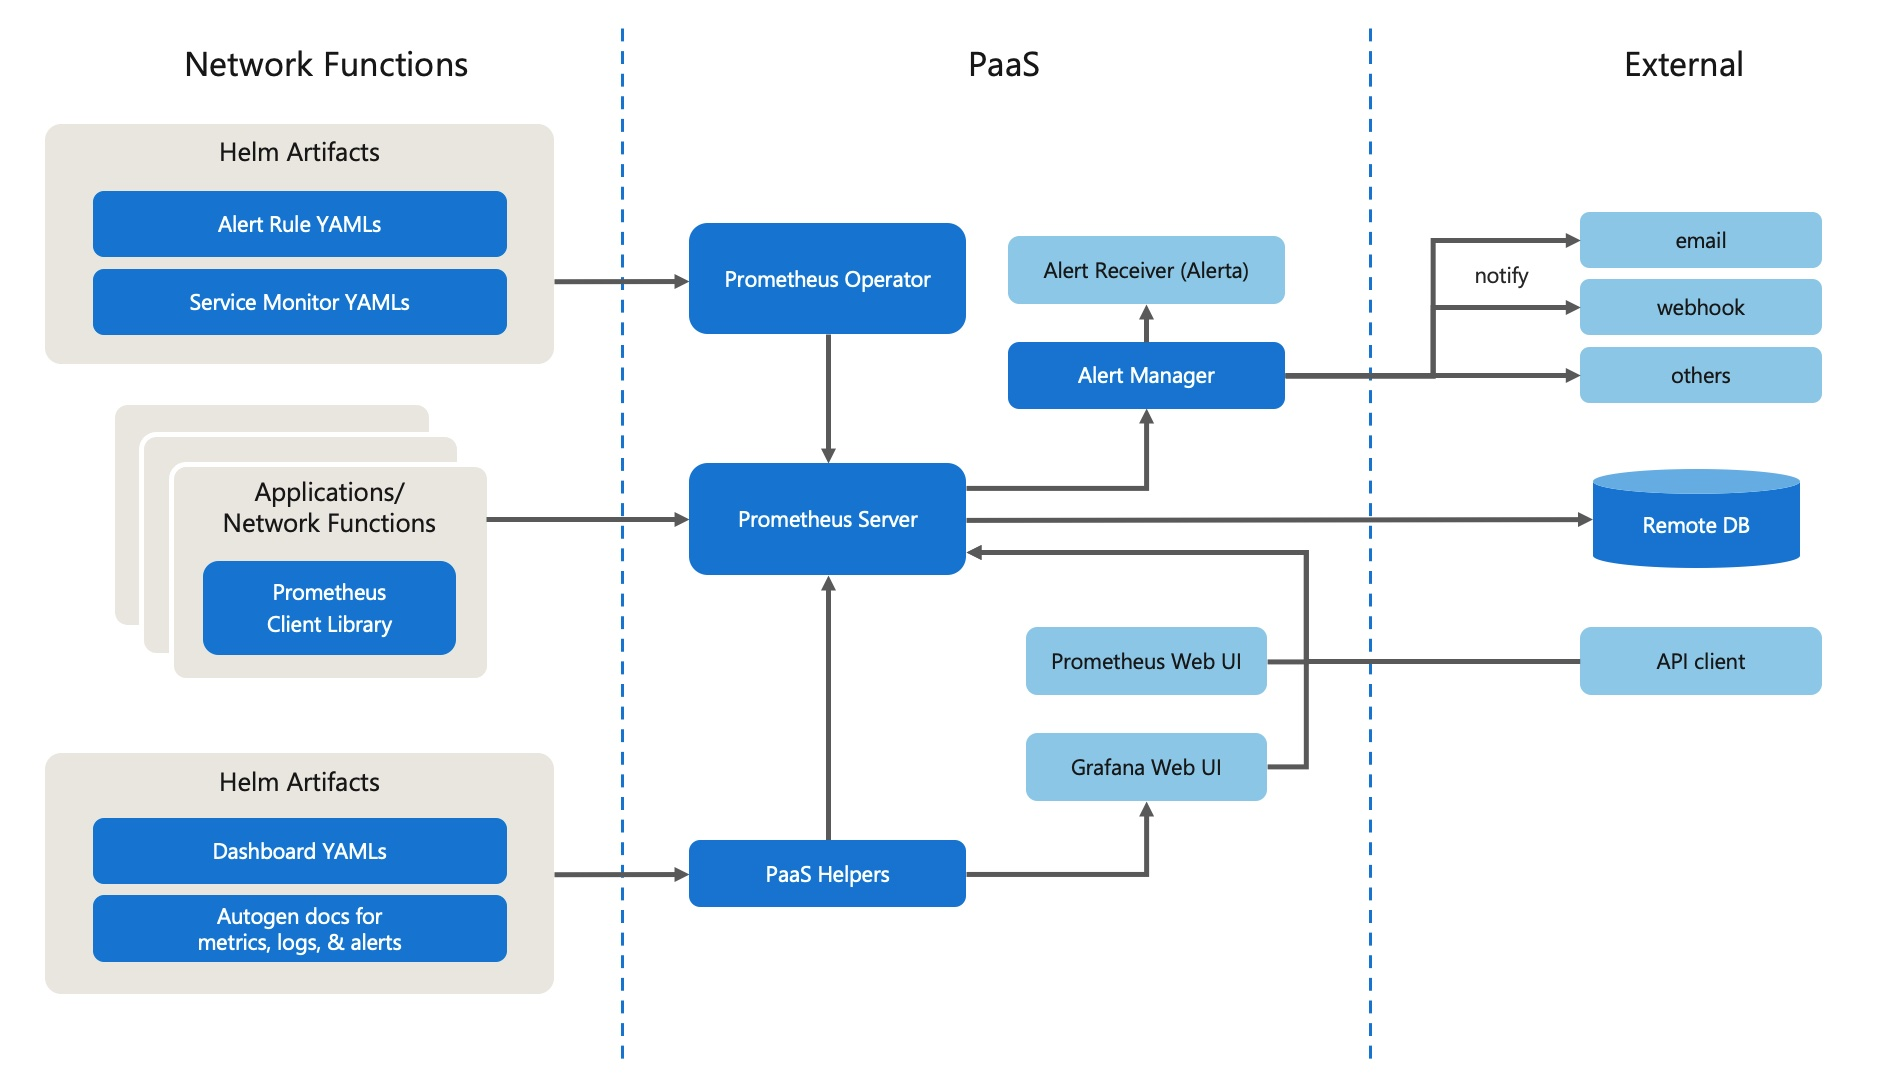 Network Functions
PaaS
External
Helm Artifacts
Alert Rule YAMLs
Service Monitor YAMLs
Applications/
Network Functions
Prometheus
Client Library
Helm Artifacts
Dashboard YAMLs
Autogen docs for
metrics, logs, & alerts
Prometheus Operator
Prometheus Server
PaaS Helpers
Alert Receiver (Alerta)
Alert Manager
Prometheus Web UI
Grafana Web UI
notify
email
webhook
others
Remote DB
API client